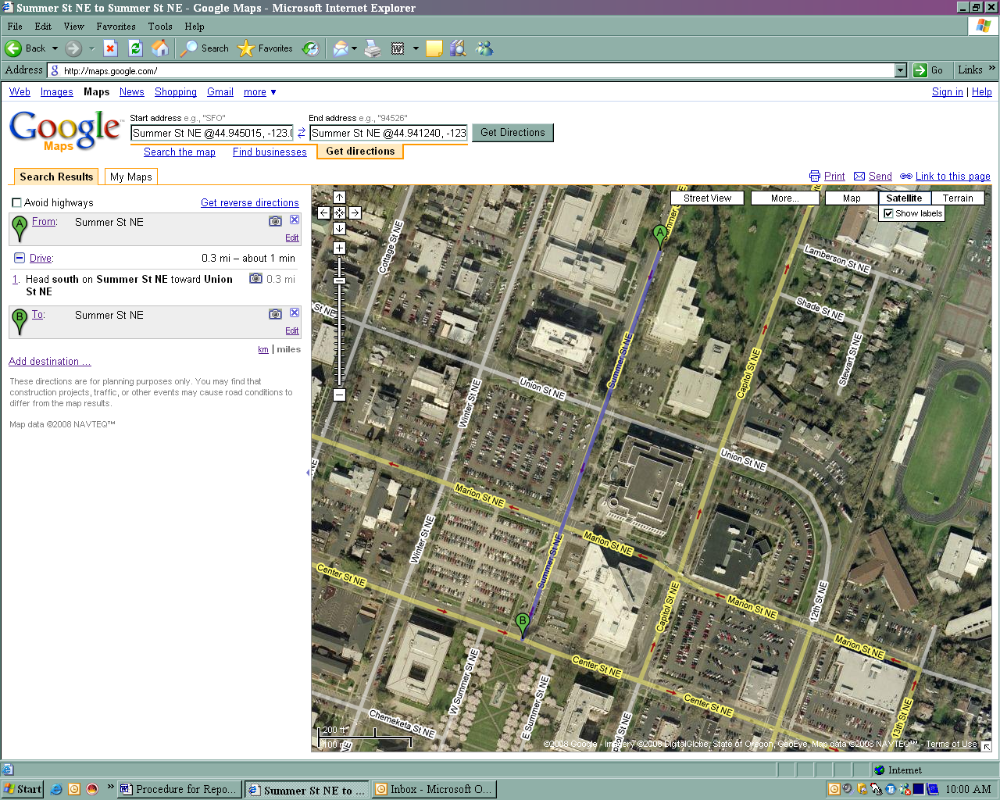 Summer St NE to Summer St NE - Google Maps - Microsoft Internet Explorer
File Edit View Favorites Tools Help
Back Search Favorites
Address http://maps.google.com/ Go Links »
Web Images Maps News Shopping Gmail more ▼ Sign in | Help
Start address e.g., "SFO" End address e.g., "94526"
Google Maps ™
Summer St NE @44.945015, -123.0 Summer St NE @44.941240, -123 Get Directions
Search the map Find businesses Get directions
Search Results My Maps Print Send Link to this page
Avoid highways Get reverse directions
A From: Summer St NE
Edit
Drive: 0.3 mi – about 1 min
1. Head south on Summer St NE toward Union St NE 0.3 mi
B To: Summer St NE
Edit
km | miles
Add destination ...
These directions are for planning purposes only. You may find that
construction projects, traffic, or other events may cause road conditions to
differ from the map results.
Map data ©2008 NAVTEQ™
Street View More... Map Satellite Terrain
Show labels
A
Summer
Capitol
Cottage St NE
Lamberson St NE
Shade St NE
St NE
Summer St NE
Stewart St NE
Capitol St NE
Union St NE
Winter St NE
Union St NE
NE
Marion St NE
Winter St NE
Marion St NE
Summer St NE
Center St NE
Capitol St NE
12th St NE
Marion St NE
B
Marion St NE
Center St NE
W Summer St NE
E Summer St NE
Center St NE
Chemeketa St NE
13th St NE
200 ft
100 m
©2008 Google - Imagery ©2008 DigitalGlobe, State of Oregon, GeoEye, Map data ©2008 NAVTEQ™ - Terms of Use
Internet
Start » Procedure for Repo... Summer St NE to ... Inbox - Microsoft O... 10:00 AM